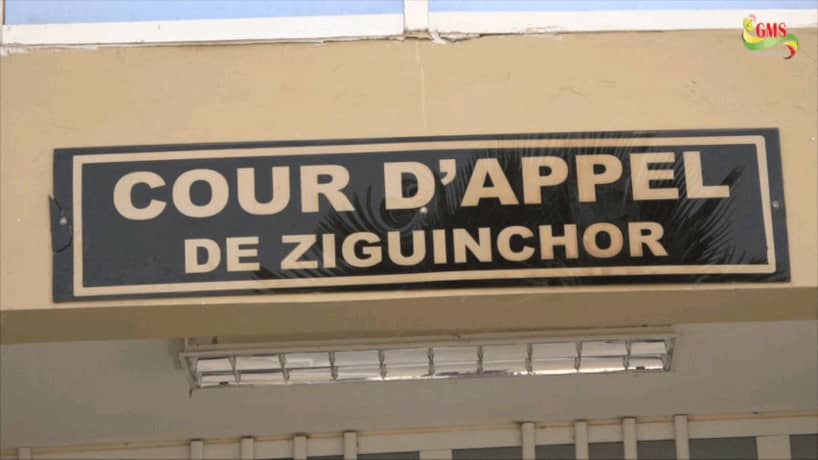 GMS
COUR D'APPEL
DE ZIGUINCHOR